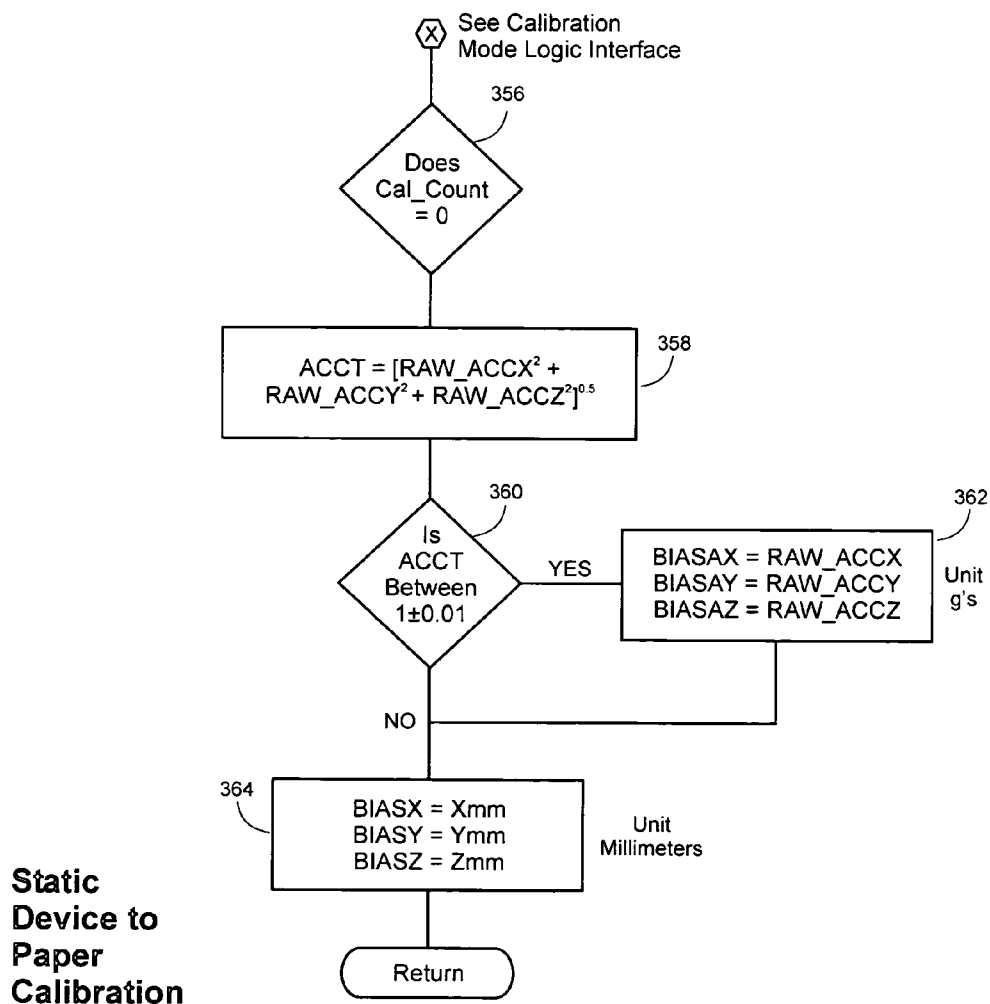 X
See Calibration
Mode Logic Interface
356
Does
Cal_Count
= 0
358
ACCT = [RAW_ACCX² +
RAW_ACCY² + RAW_ACCZ²]⁰·⁵
360
Is
ACCT
Between
1±0.01
YES
362
BIASAX = RAW_ACCX
BIASAY = RAW_ACCY
BIASAZ = RAW_ACCZ
Unit
g's
NO
364
BIASX = Xmm
BIASY = Ymm
BIASZ = Zmm
Unit
Millimeters
Static
Device to
Paper
Calibration
Return